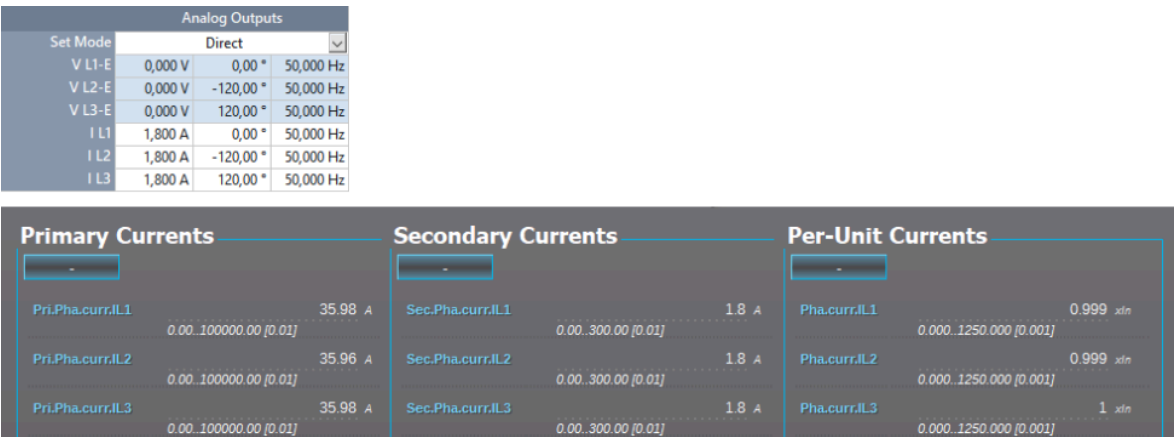 Analog Outputs
Set Mode Direct
V L1-E 0,000 V 0,00 ° 50,000 Hz
V L2-E 0,000 V -120,00 ° 50,000 Hz
V L3-E 0,000 V 120,00 ° 50,000 Hz
I L1 1,800 A 0,00 ° 50,000 Hz
I L2 1,800 A -120,00 ° 50,000 Hz
I L3 1,800 A 120,00 ° 50,000 Hz
Primary Currents Secondary Currents Per-Unit Currents
- - -
Pri.Pha.curr.IL1 35.98 A Sec.Pha.curr.IL1 1.8 A Pha.curr.IL1 0.999 xIn
0.00..100000.00 [0.01] 0.00..300.00 [0.01] 0.000..1250.000 [0.001]
Pri.Pha.curr.IL2 35.96 A Sec.Pha.curr.IL2 1.8 A Pha.curr.IL2 0.999 xIn
0.00..100000.00 [0.01] 0.00..300.00 [0.01] 0.000..1250.000 [0.001]
Pri.Pha.curr.IL3 35.98 A Sec.Pha.curr.IL3 1.8 A Pha.curr.IL3 1 xIn
0.00..100000.00 [0.01] 0.00..300.00 [0.01] 0.000..1250.000 [0.001]